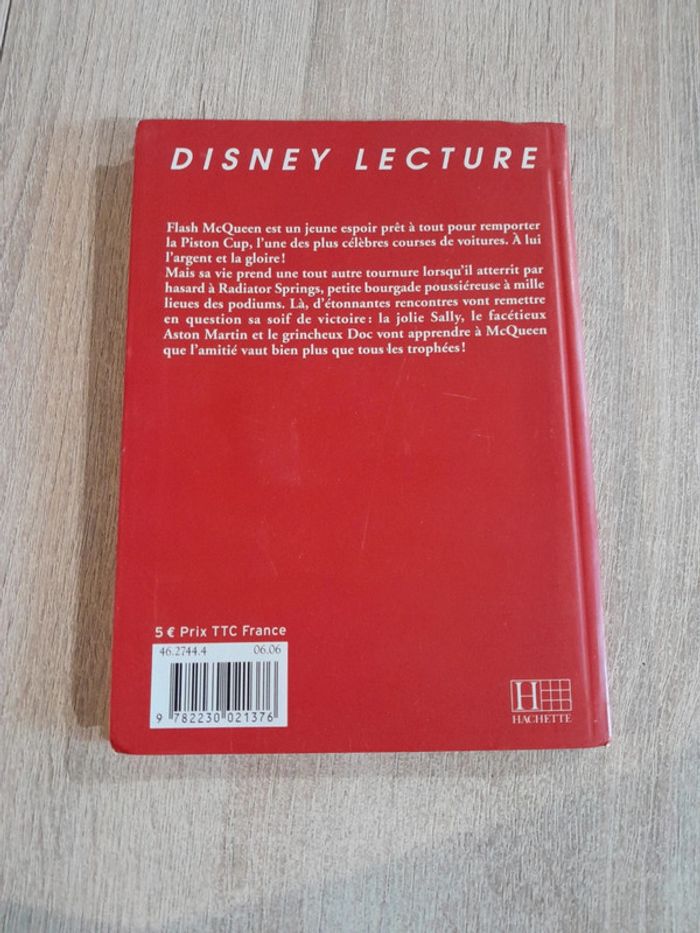 DISNEY LECTURE
Flash McQueen est un jeune espoir prêt à tout pour remporter
la Piston Cup, l'une des plus célèbres courses de voitures. À lui
l'argent et la gloire !
Mais sa vie prend une tout autre tournure lorsqu'il atterrit par
hasard à Radiator Springs, petite bourgade poussiéreuse à mille
lieues des podiums. Là, d'étonnantes rencontres vont remettre
en question sa soif de victoire : la jolie Sally, le facétieux
Aston Martin et le grincheux Doc vont apprendre à McQueen
que l'amitié vaut bien plus que tous les trophées !
5 € Prix TTC France
46.2744.4 06.06
9 782230 021376
H
HACHETTE